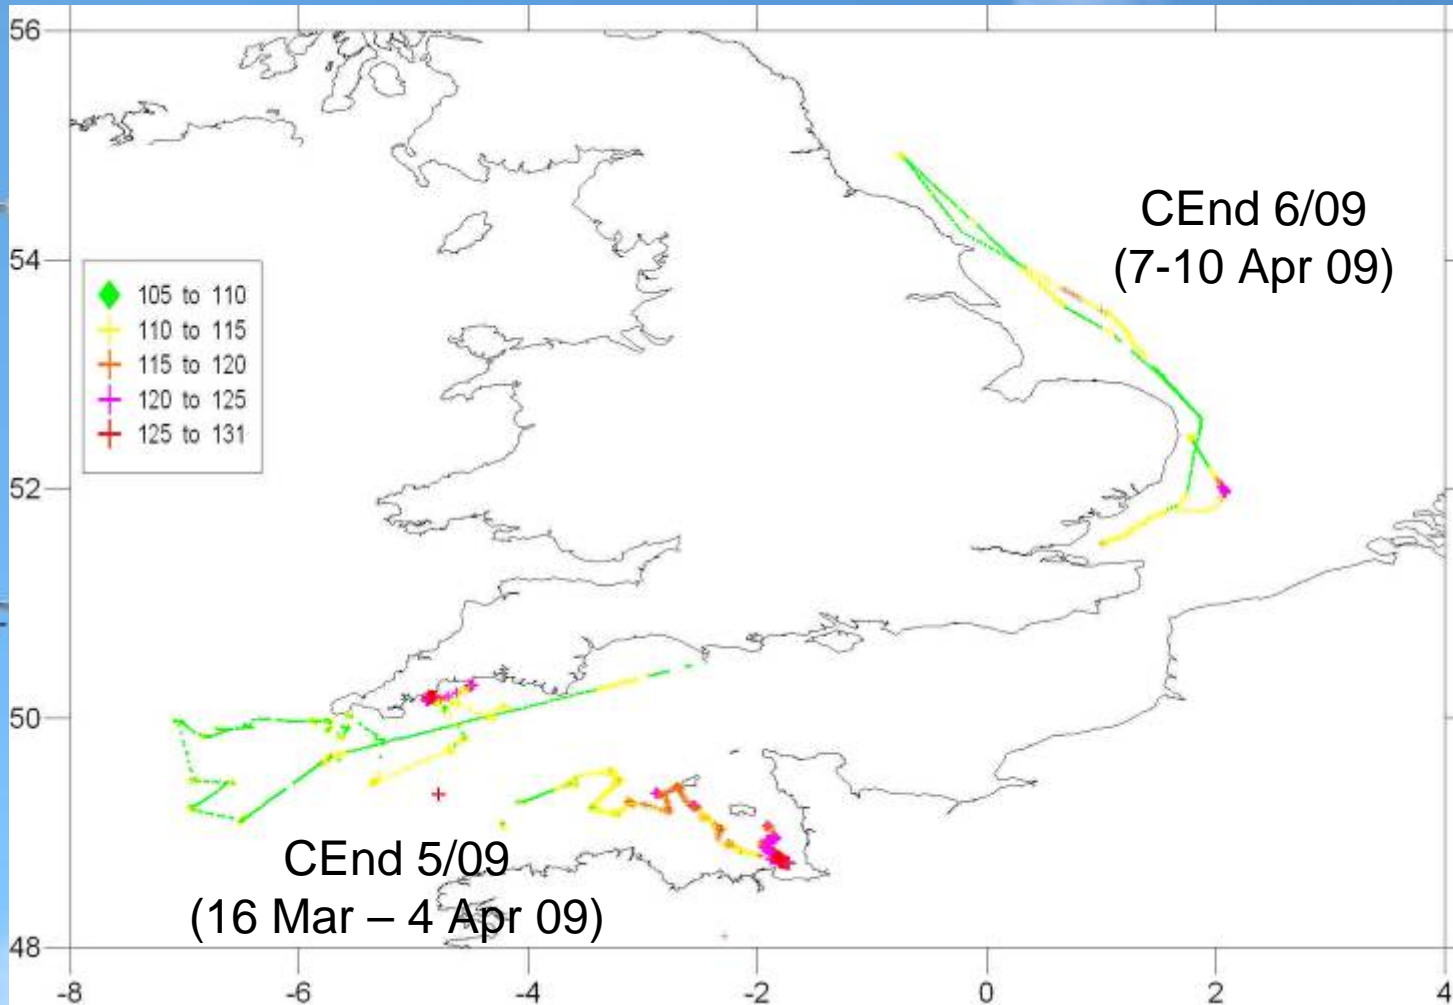 56
54
52
50
48
105 to 110
110 to 115
115 to 120
120 to 125
125 to 131
CEnd 6/09
(7-10 Apr 09)
CEnd 5/09
(16 Mar – 4 Apr 09)
-8 -6 -4 -2 0 2 4